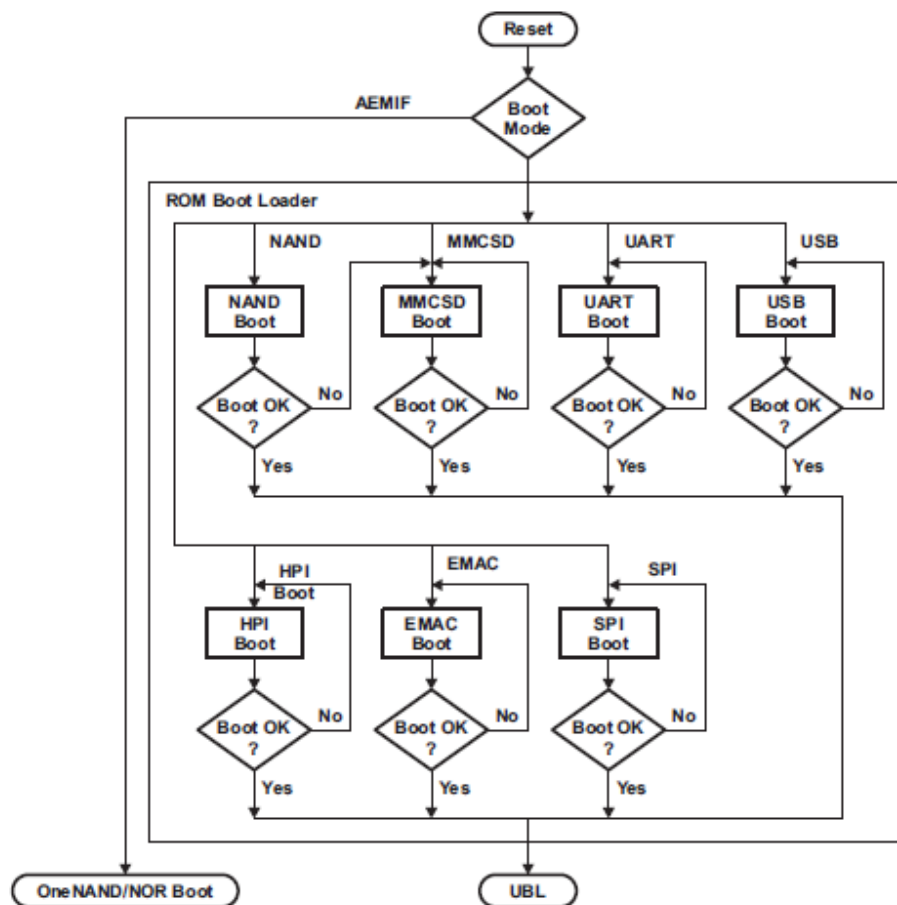 Reset
AEMIF
Boot
Mode
ROM Boot Loader
NAND
MMCSD
UART
USB
NAND
Boot
MMCSD
Boot
UART
Boot
USB
Boot
Boot OK
?
No
Boot OK
?
No
Boot OK
?
No
Boot OK
?
No
Yes
Yes
Yes
Yes
HPI
Boot
EMAC
SPI
HPI
Boot
EMAC
Boot
SPI
Boot
Boot OK
?
No
Boot OK
?
No
Boot OK
?
No
Yes
Yes
Yes
OneNAND/NOR Boot
UBL